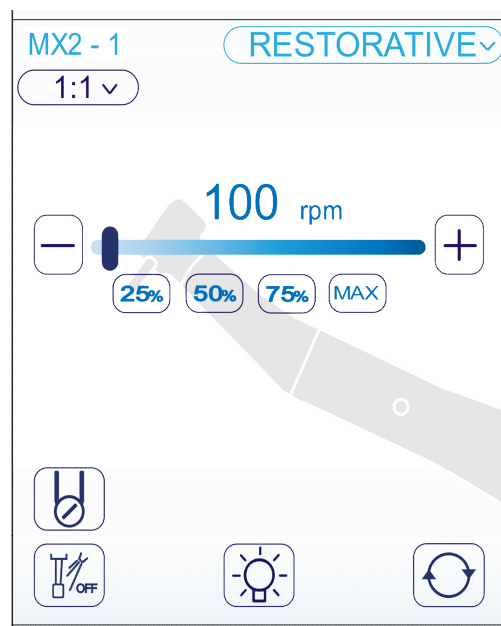 MX2 - 1
RESTORATIVE
1:1
100 rpm
25% 50% 75% MAX
OFF